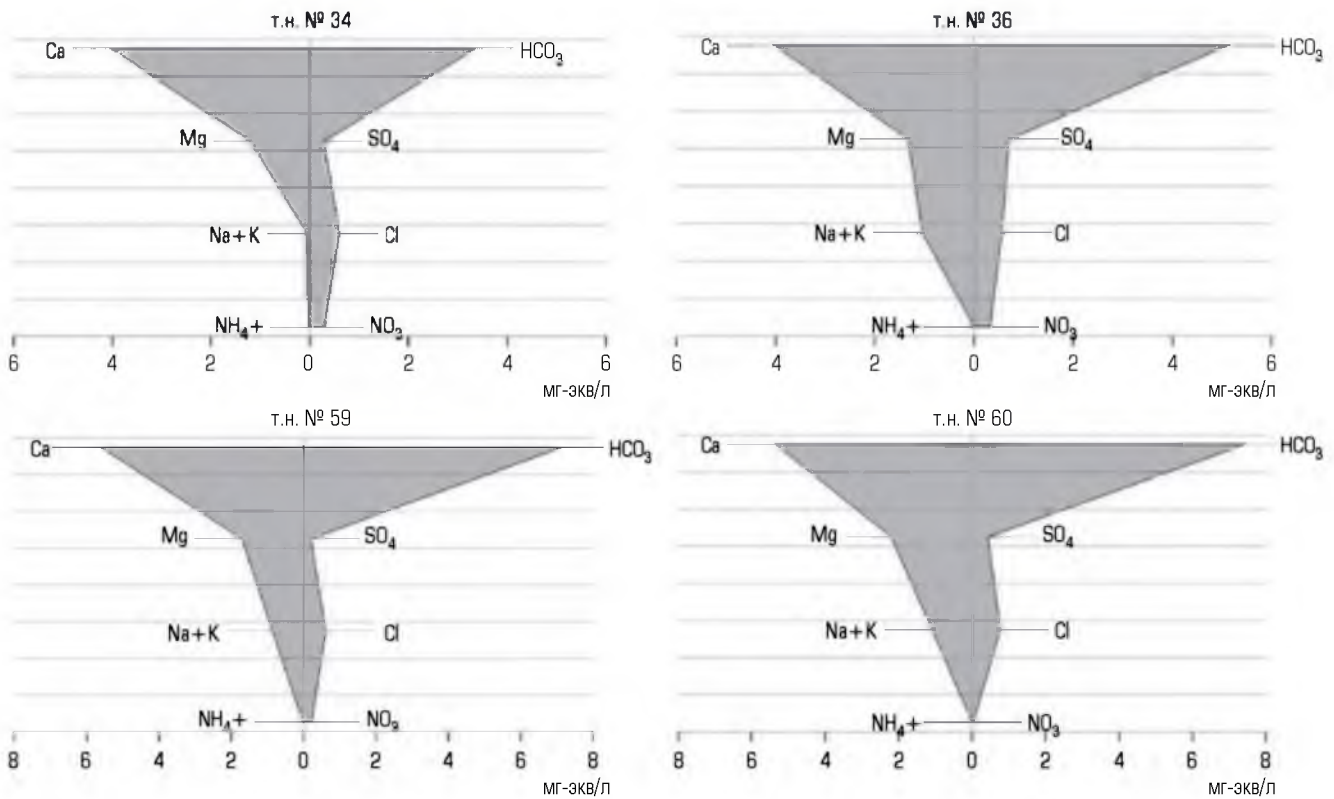 т.н. № 34
Ca
HCO₃
Mg
SO₄
Na+K
Cl
NH₄+
NO₃
6 4 2 0 2 4 6
мг-экв/л
т.н. № 36
Ca
HCO₃
Mg
SO₄
Na+K
Cl
NH₄+
NO₃
6 4 2 0 2 4 6
мг-экв/л
т.н. № 59
Ca
HCO₃
Mg
SO₄
Na+K
Cl
NH₄+
NO₃
8 6 4 2 0 2 4 6 8
мг-экв/л
т.н. № 60
Ca
HCO₃
Mg
SO₄
Na+K
Cl
NH₄+
NO₃
8 6 4 2 0 2 4 6 8
мг-экв/л